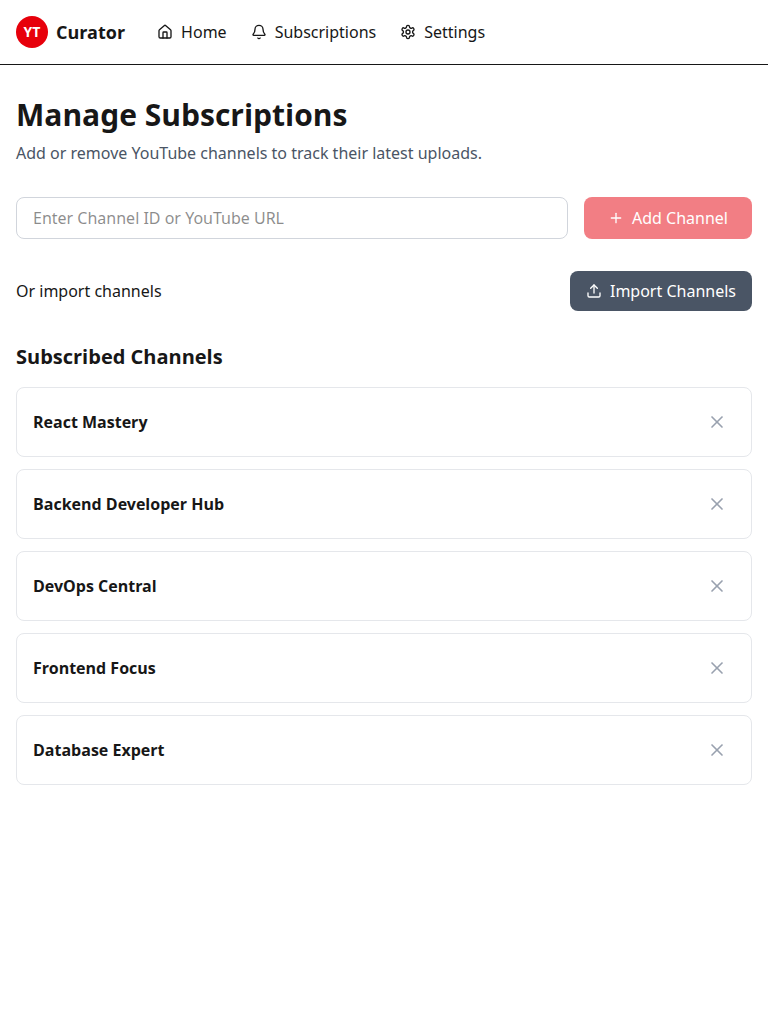 YT Curator Home Subscriptions Settings
Manage Subscriptions
Add or remove YouTube channels to track their latest uploads.
Enter Channel ID or YouTube URL Add Channel
Or import channels Import Channels
Subscribed Channels
React Mastery
Backend Developer Hub
DevOps Central
Frontend Focus
Database Expert